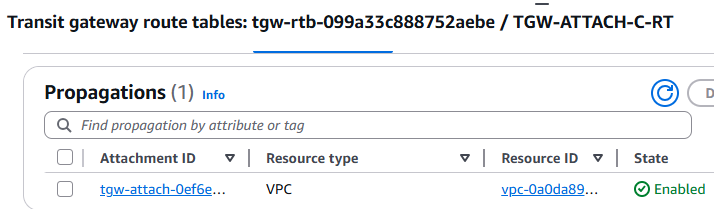 Transit gateway route tables: tgw-rtb-099a33c888752aebe / TGW-ATTACH-C-RT
Propagations (1) Info
D
Find propagation by attribute or tag
Attachment ID Resource type Resource ID State
tgw-attach-0ef6e... VPC vpc-0a0da89... Enabled